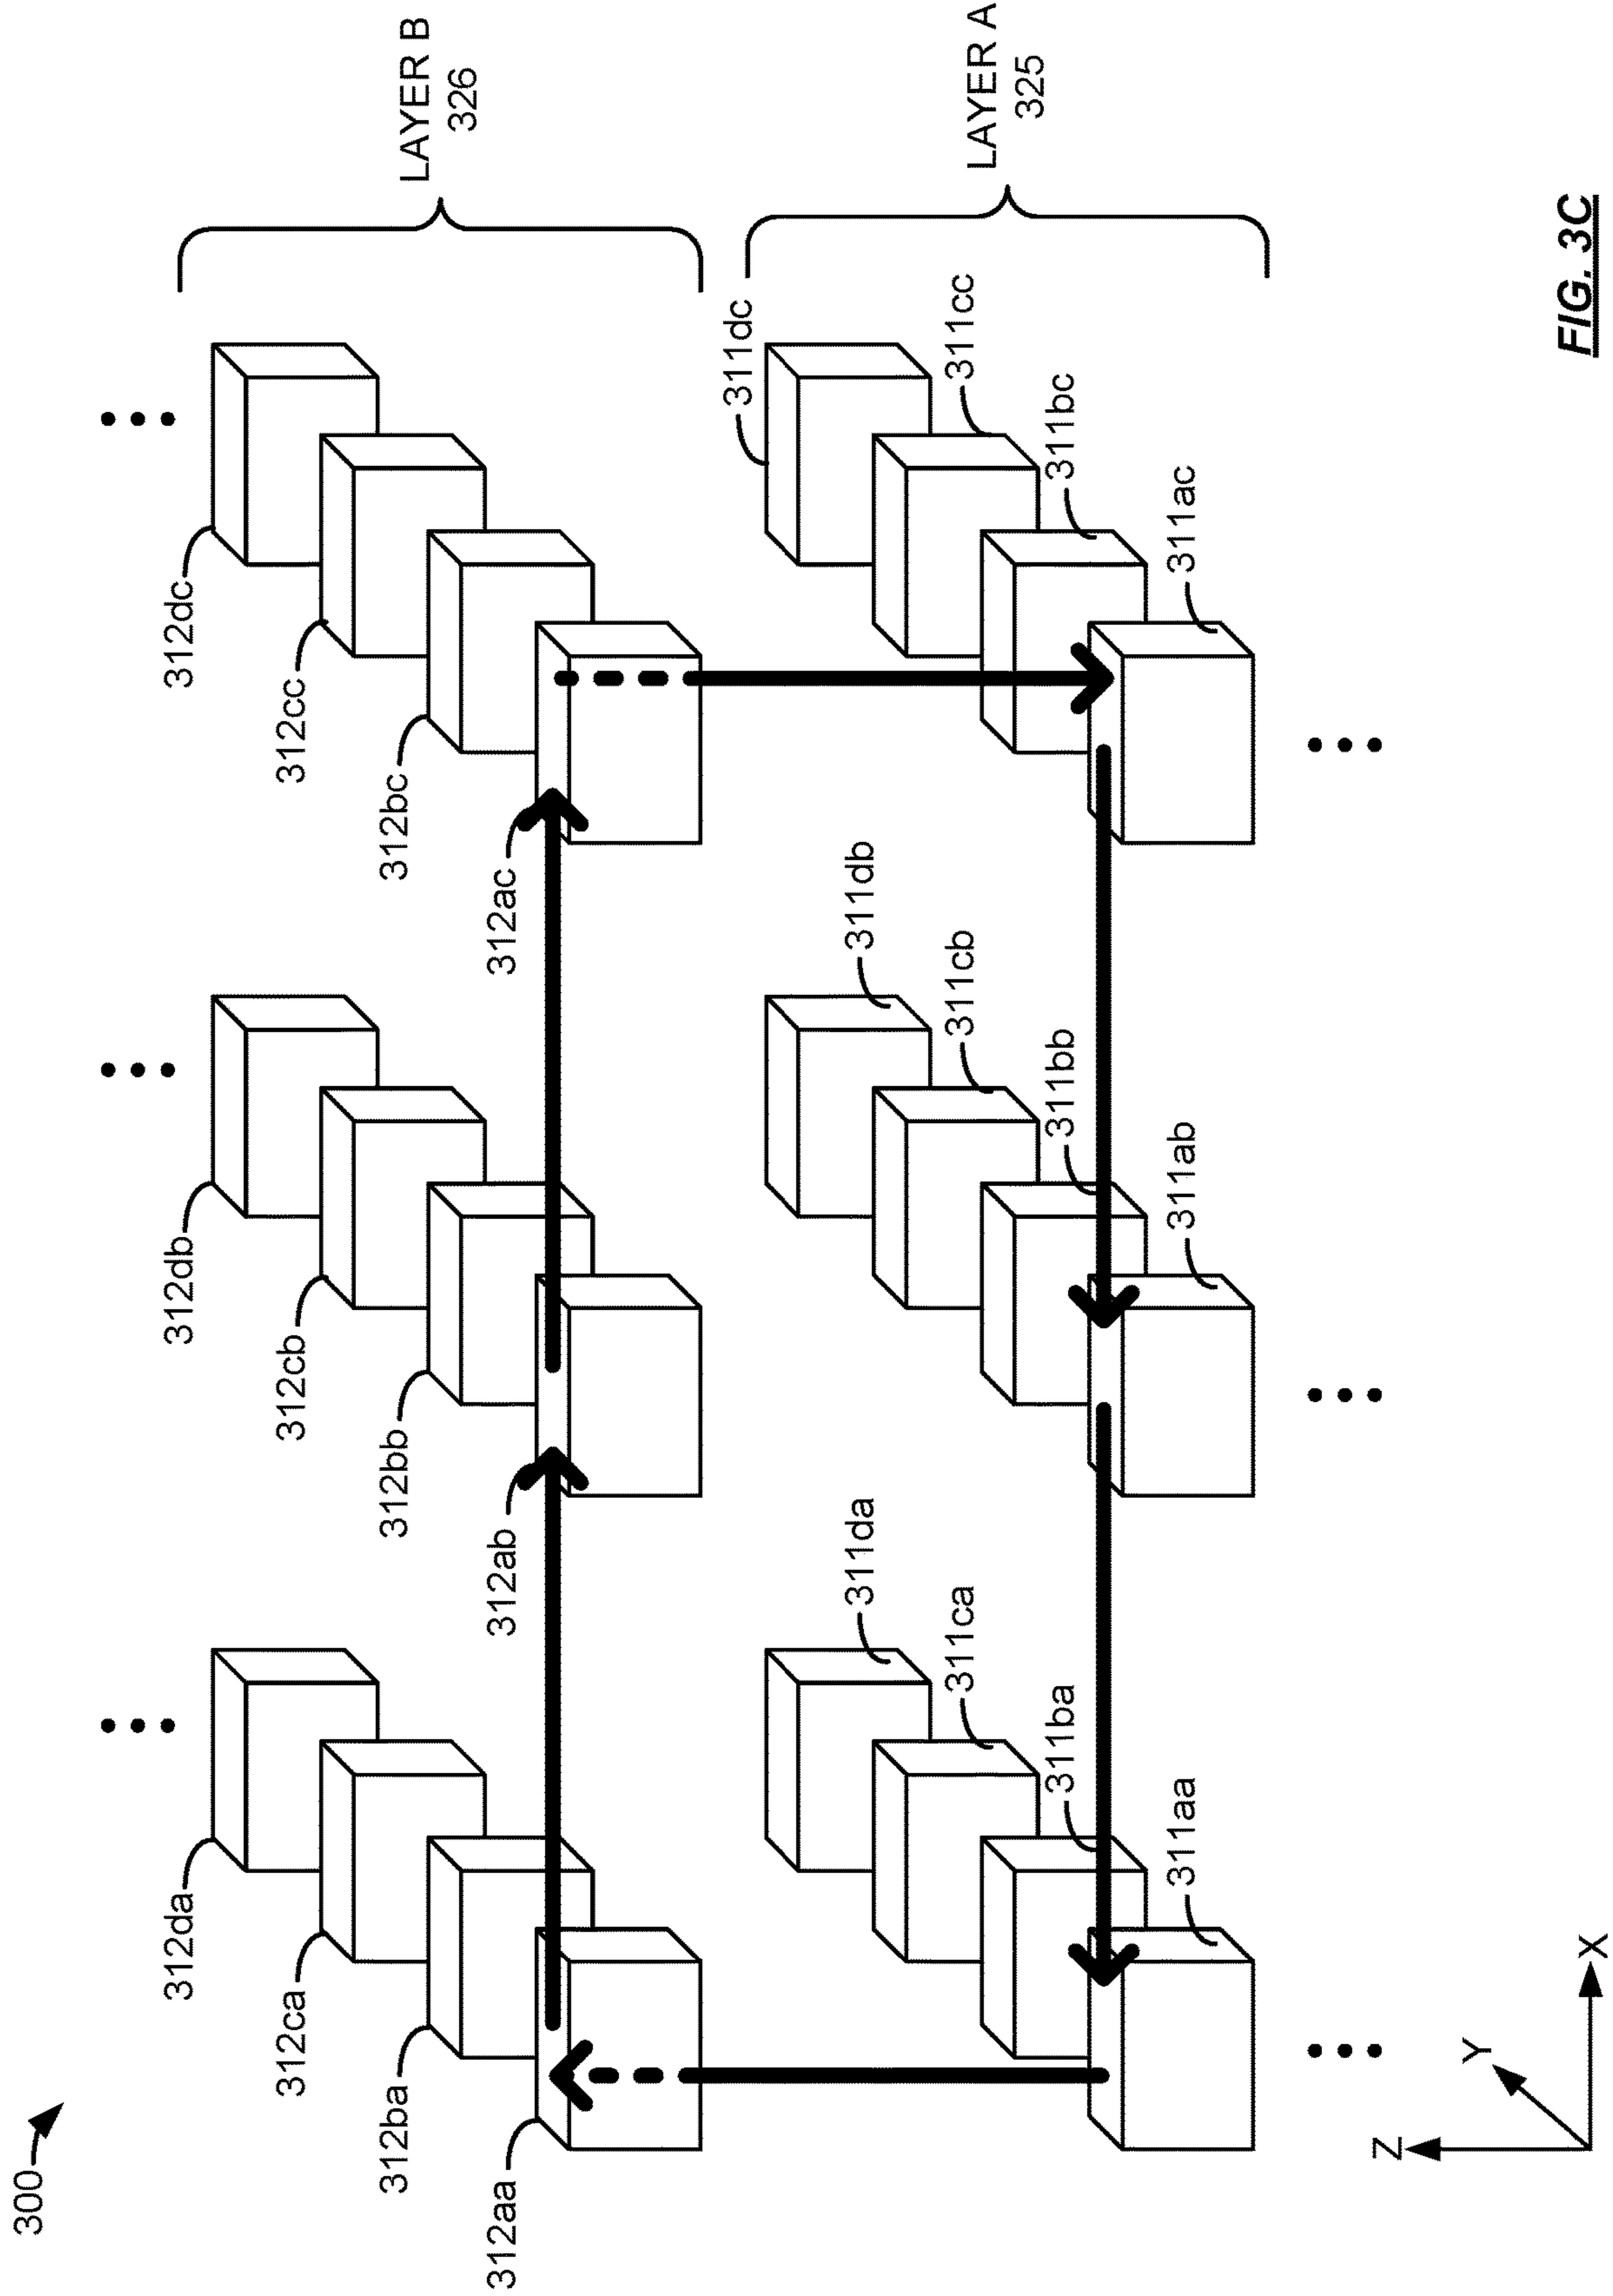 300
312da
312db
312dc
312ca
312cb
312cc
312ba
312bb
312bc
312aa
312ab
312ac
LAYER B
326
311da
311db
311dc
311ca
311cb
311cc
311ba
311bb
311bc
311aa
311ab
311ac
LAYER A
325
Z
Y
X
FIG. 3C